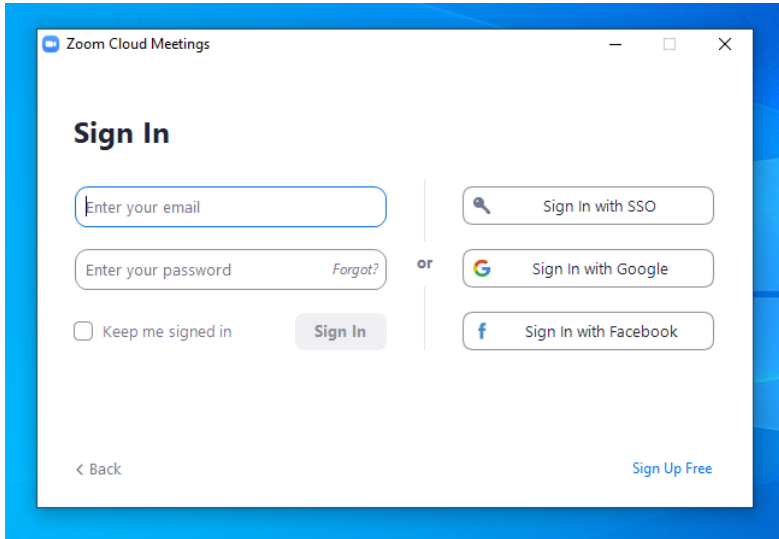 Zoom Cloud Meetings
Sign In
Enter your email
Enter your password
Forgot?
Keep me signed in
Sign In
or
Sign In with SSO
Sign In with Google
Sign In with Facebook
Back
Sign Up Free